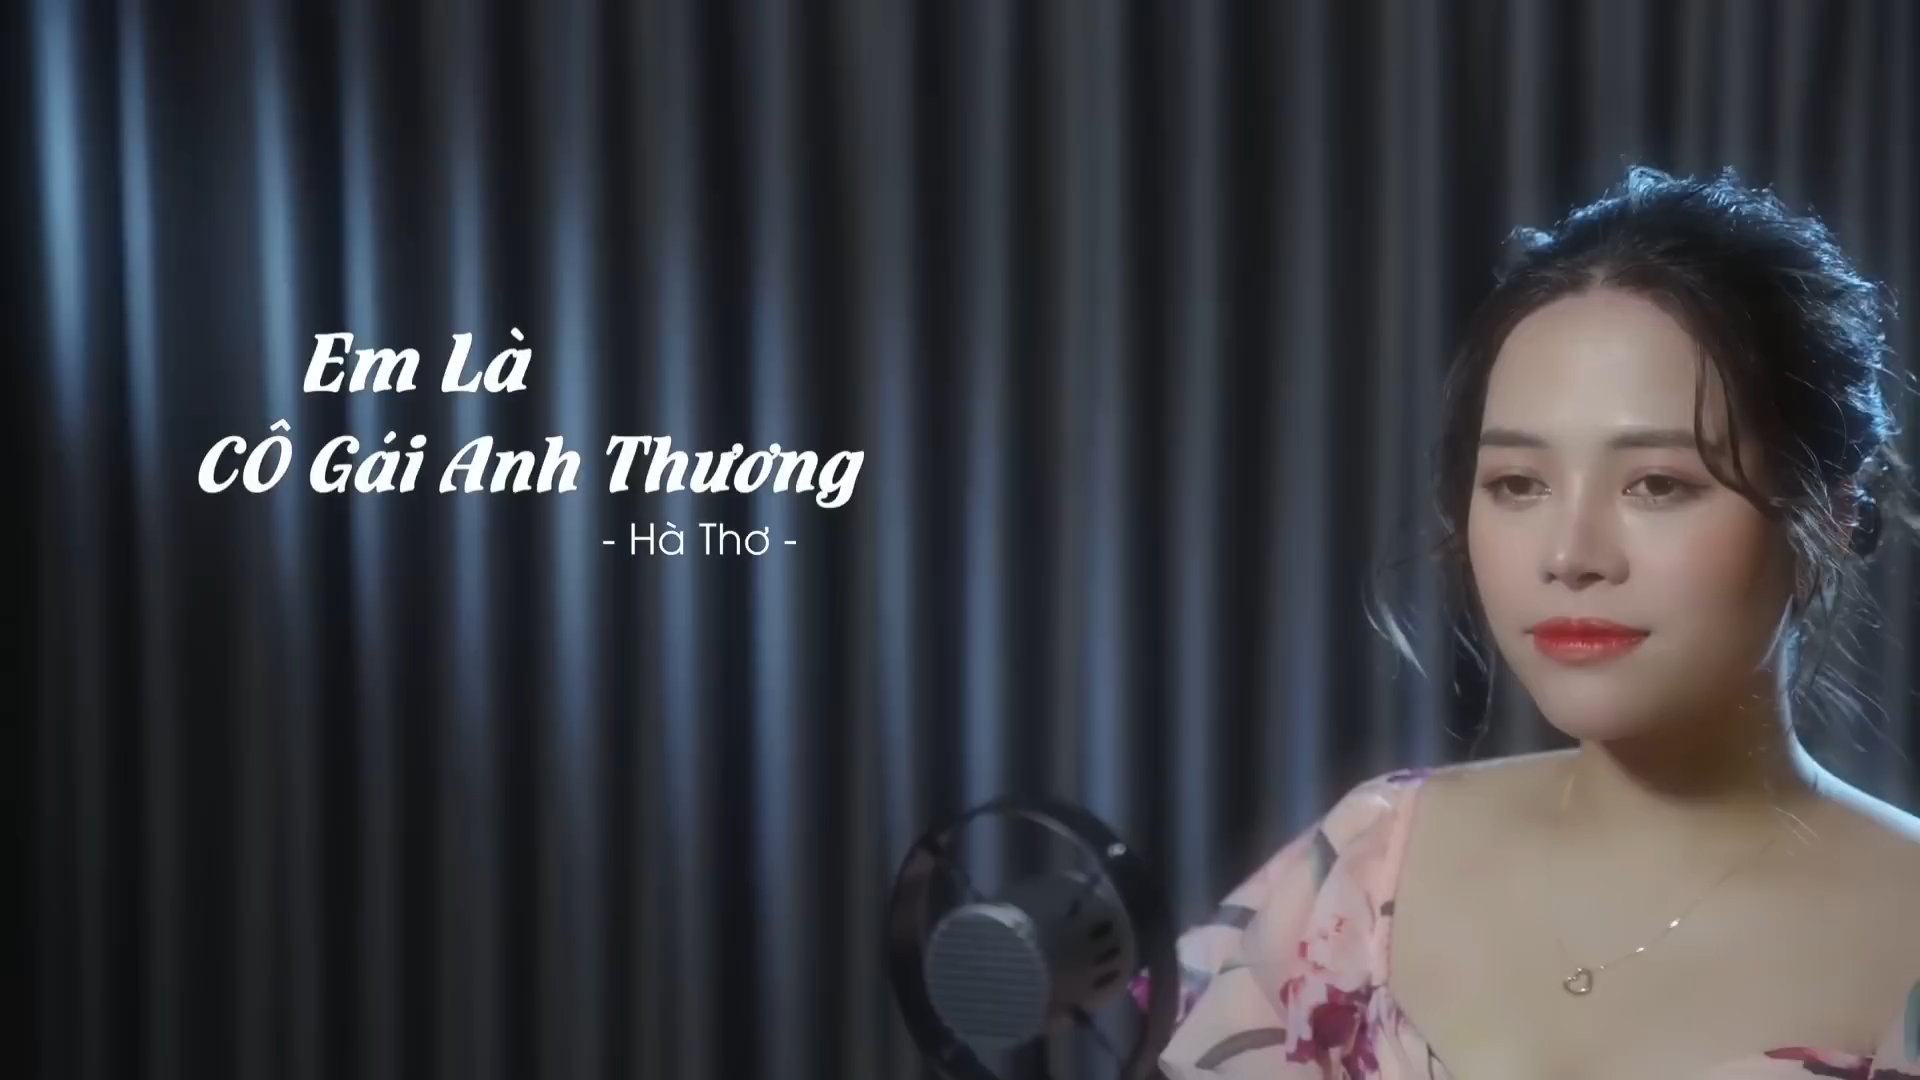 Em Là
CÔ Gái Anh Thương
- Hà Thơ -